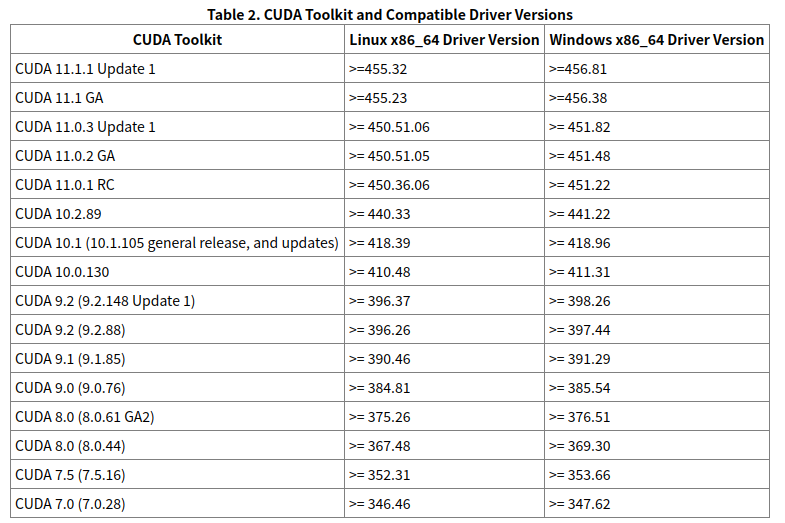 Table 2. CUDA Toolkit and Compatible Driver Versions
CUDA Toolkit Linux x86_64 Driver Version Windows x86_64 Driver Version
CUDA 11.1.1 Update 1 >=455.32 >=456.81
CUDA 11.1 GA >=455.23 >=456.38
CUDA 11.0.3 Update 1 >= 450.51.06 >= 451.82
CUDA 11.0.2 GA >= 450.51.05 >= 451.48
CUDA 11.0.1 RC >= 450.36.06 >= 451.22
CUDA 10.2.89 >= 440.33 >= 441.22
CUDA 10.1 (10.1.105 general release, and updates) >= 418.39 >= 418.96
CUDA 10.0.130 >= 410.48 >= 411.31
CUDA 9.2 (9.2.148 Update 1) >= 396.37 >= 398.26
CUDA 9.2 (9.2.88) >= 396.26 >= 397.44
CUDA 9.1 (9.1.85) >= 390.46 >= 391.29
CUDA 9.0 (9.0.76) >= 384.81 >= 385.54
CUDA 8.0 (8.0.61 GA2) >= 375.26 >= 376.51
CUDA 8.0 (8.0.44) >= 367.48 >= 369.30
CUDA 7.5 (7.5.16) >= 352.31 >= 353.66
CUDA 7.0 (7.0.28) >= 346.46 >= 347.62